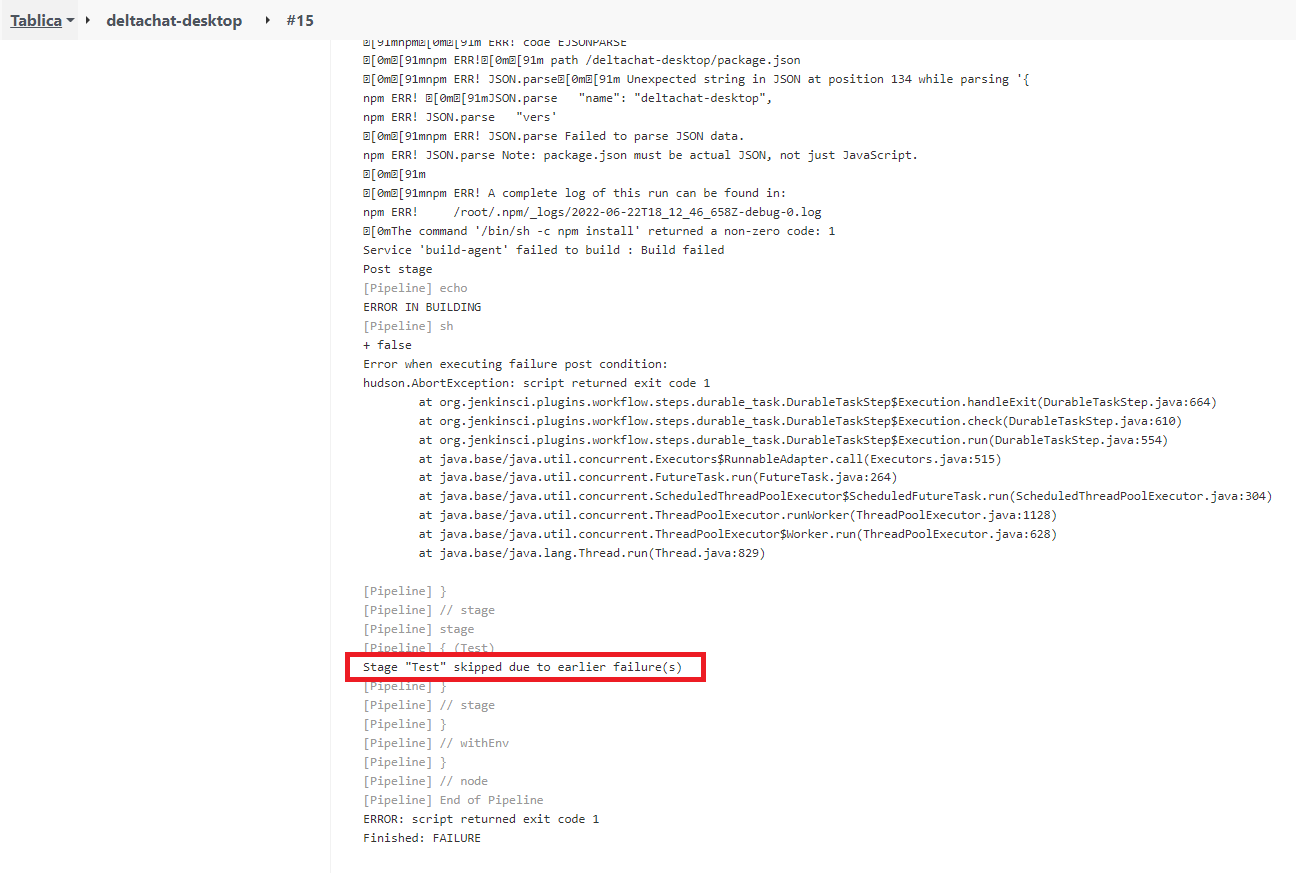 Tablica deltachat-desktop #15
␛[91mnpm␛[0m␛[91m ERR! code EJSONPARSE
␛[0m␛[91mnpm ERR!␛[0m␛[91m path /deltachat-desktop/package.json
␛[0m␛[91mnpm ERR! JSON.parse␛[0m␛[91m Unexpected string in JSON at position 134 while parsing '{
npm ERR! ␛[0m␛[91mJSON.parse   "name": "deltachat-desktop",
npm ERR! JSON.parse   "vers'
␛[0m␛[91mnpm ERR! JSON.parse Failed to parse JSON data.
npm ERR! JSON.parse Note: package.json must be actual JSON, not just JavaScript.
␛[0m␛[91m
␛[0m␛[91mnpm ERR! A complete log of this run can be found in:
npm ERR!     /root/.npm/_logs/2022-06-22T18_12_46_658Z-debug-0.log
␛[0mThe command '/bin/sh -c npm install' returned a non-zero code: 1
Service 'build-agent' failed to build : Build failed
Post stage
[Pipeline] echo
ERROR IN BUILDING
[Pipeline] sh
+ false
Error when executing failure post condition:
hudson.AbortException: script returned exit code 1
	at org.jenkinsci.plugins.workflow.steps.durable_task.DurableTaskStep$Execution.handleExit(DurableTaskStep.java:664)
	at org.jenkinsci.plugins.workflow.steps.durable_task.DurableTaskStep$Execution.check(DurableTaskStep.java:610)
	at org.jenkinsci.plugins.workflow.steps.durable_task.DurableTaskStep$Execution.run(DurableTaskStep.java:554)
	at java.base/java.util.concurrent.Executors$RunnableAdapter.call(Executors.java:515)
	at java.base/java.util.concurrent.FutureTask.run(FutureTask.java:264)
	at java.base/java.util.concurrent.ScheduledThreadPoolExecutor$ScheduledFutureTask.run(ScheduledThreadPoolExecutor.java:304)
	at java.base/java.util.concurrent.ThreadPoolExecutor.runWorker(ThreadPoolExecutor.java:1128)
	at java.base/java.util.concurrent.ThreadPoolExecutor$Worker.run(ThreadPoolExecutor.java:628)
	at java.base/java.lang.Thread.run(Thread.java:829)
[Pipeline] }
[Pipeline] // stage
[Pipeline] stage
[Pipeline] { (Test)
Stage "Test" skipped due to earlier failure(s)
[Pipeline] }
[Pipeline] // stage
[Pipeline] }
[Pipeline] // withEnv
[Pipeline] }
[Pipeline] // node
[Pipeline] End of Pipeline
ERROR: script returned exit code 1
Finished: FAILURE